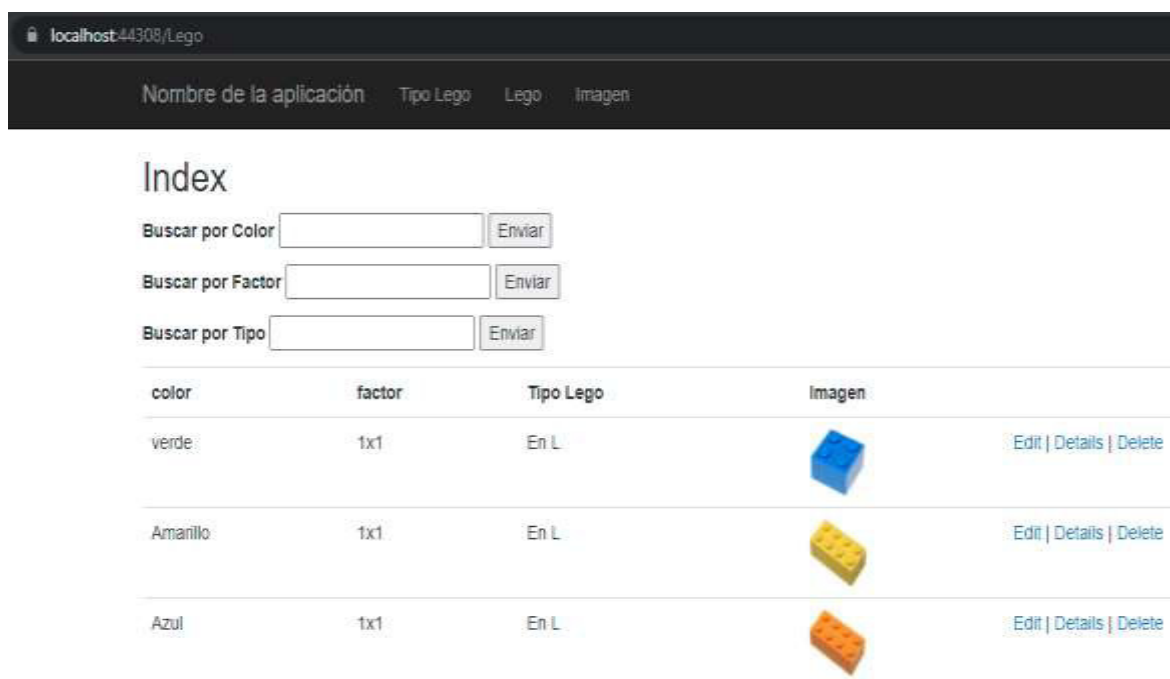 localhost:44308/Lego
Nombre de la aplicación Tipo Lego Lego Imagen
Index
Buscar por Color Enviar
Buscar por Factor Enviar
Buscar por Tipo Enviar
color factor Tipo Lego Imagen
verde 1x1 En L Edit | Details | Delete
Amarillo 1x1 En L Edit | Details | Delete
Azul 1x1 En L Edit | Details | Delete